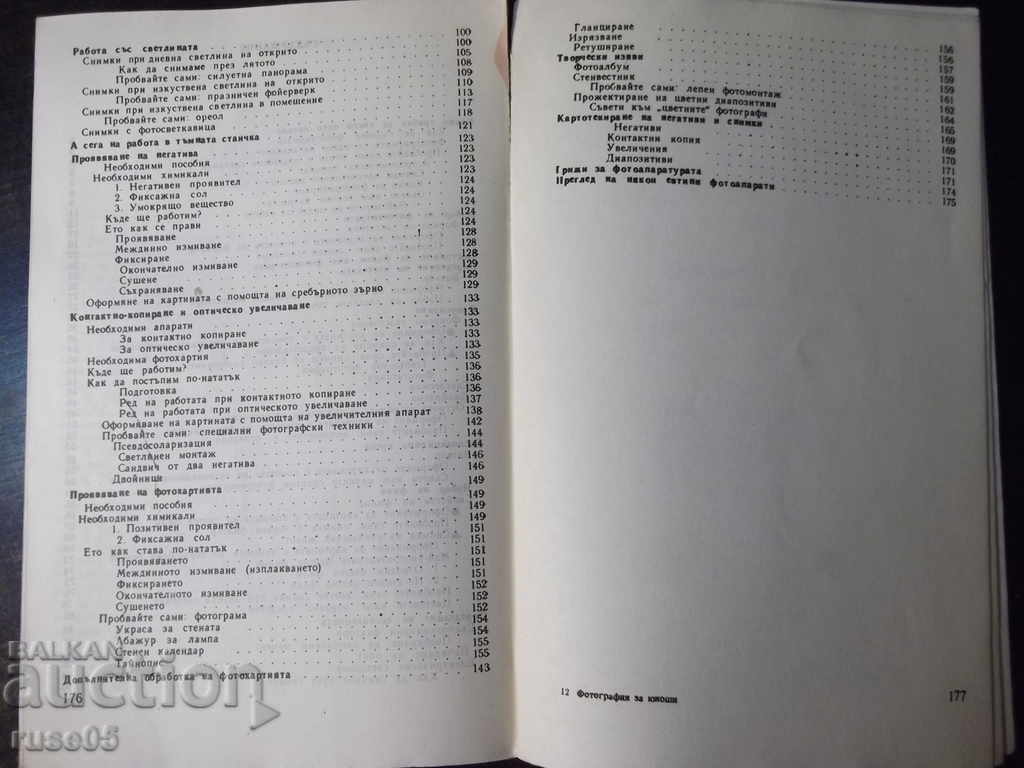 Работа със светлината 100
Снимки при дневна светлина на открито 100
Как да снимаме през лятото 105
Пробвайте сами: силуетна панорама 108
Снимки при изкуствена светлина на открито 109
Пробвайте сами: празничен фойерверк 110
Снимки при изкуствена светлина в помещение 113
Пробвайте сами: ореол 117
Снимки с фотосветкавица 118
А сега на работа в тъмната стаичка 121
Проявяване на негатива 123
Необходими пособия 123
Необходими химикали 123
1. Негативен проявител 123
2. Фиксажна сол 124
3. Умокрящо вещество 124
Къде ще работим? 124
Ето как се прави 124
Проявяване 124
Междинно измиване 128
Фиксиране 128
Окончателно измиване 128
Сушене 129
Съхраняване 129
Оформяне на картината с помощта на сребърното зърно 129
Контактно-копиране и оптическо увеличаване 133
Необходими апарати 133
За контактно копиране 133
За оптическо увеличаване 133
Необходима фотохартия 133
Къде ще работим? 135
Как да постъпим по-нататък 136
Подготовка 136
Ред на работата при контактното копиране 136
Ред на работата при оптическото увеличаване 137
Оформяване на картината с помощта на увеличителния апарат 138
Пробвайте сами: специални фотографски техники 142
Псевдосоларизация 144
Светлинен монтаж 144
Сандвич от два негатива 146
Двойници 146
Проявяване на фотохартията 149
Необходими пособия 149
Необходими химикали 149
1. Позитивен проявител 149
2. Фиксажна сол 151
Ето как става по-нататък 151
Проявяването 151
Междинното измиване (изплакването) 151
Фиксирането 151
Окончателното измиване 152
Сушенето 152
Пробвайте сами: фотограма 152
Украса за стената 154
Абажур за лампа 154
Стенен календар 155
Тайнопис 155
Допълнителна обработка на фотохартията 143
176
Гланциране 156
Изрязване 156
Ретуширане 157
Творчески изяви 159
Фотоалбум 159
Стенвестник 161
Пробвайте сами: лепен фотомонтаж 162
Прожектиране на цветни диапозитиви 164
Съвети към „цветните" фотографи 165
Картотекиране на негативи и снимки 169
Негативи 169
Контактни копия 170
Увеличения 171
Диапозитиви 171
Грижи за фотоапаратурата 174
Преглед на някои евтини фотоапарати 175
12 Фотография за юноши 177
BALKAN
auction
ruse05